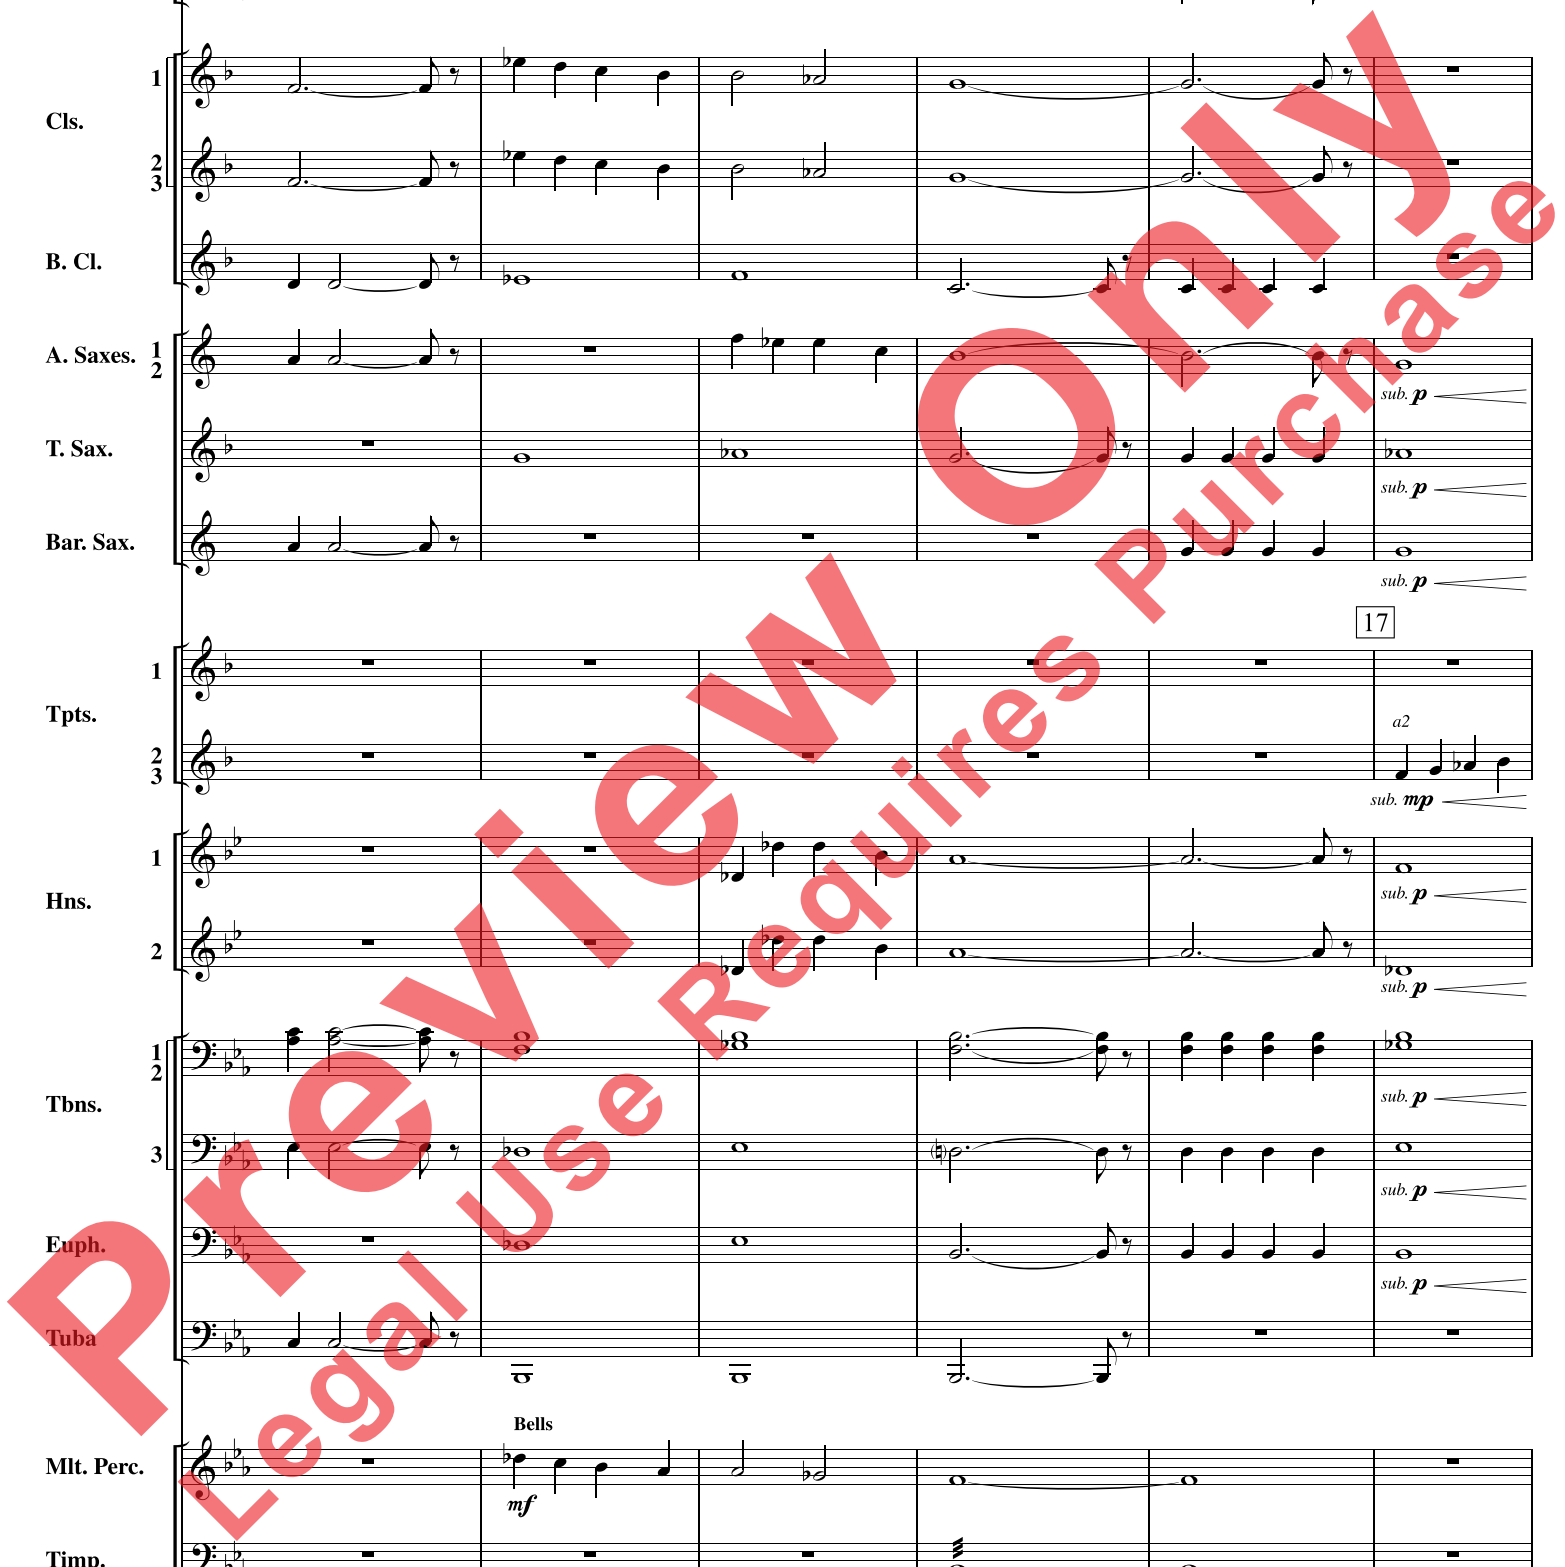 Cls.
1
2
3
B. Cl.
A. Saxes. 1
2
sub. p
T. Sax.
sub. p
Bar. Sax.
sub. p
17
Tpts.
1
2
3
a2
sub. mp
Hns.
1
sub. p
2
sub. p
Tbns.
1
2
sub. p
3
sub. p
Euph.
sub. p
Tuba
Bells
Mlt. Perc.
mf
Timp.
Preview Only
Legal Use Requires Purchase